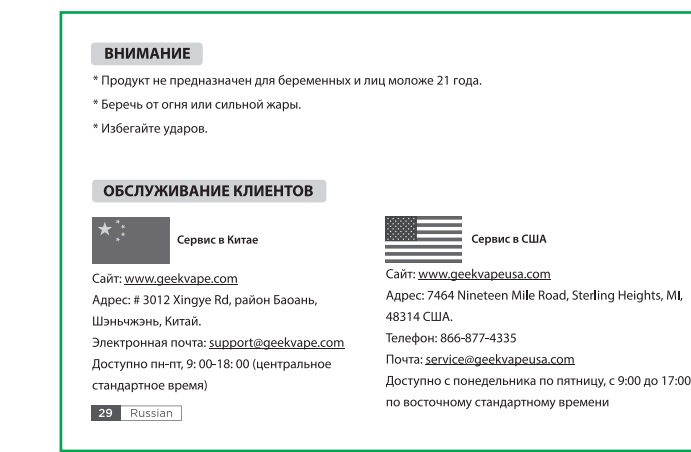 ВНИМАНИЕ
* Продукт не предназначен для беременных и лиц моложе 21 года.
* Беречь от огня или сильной жары.
* Избегайте ударов.
ОБСЛУЖИВАНИЕ КЛИЕНТОВ
Сервис в Китае
Сайт: www.geekvape.com
Адрес: # 3012 Xingye Rd, район Баоань,
Шэньчжэнь, Китай.
Электронная почта: support@geekvape.com
Доступно пн-пт, 9: 00-18: 00 (центральное
стандартное время)
Сервис в США
Сайт: www.geekvapeusa.com
Адрес: 7464 Nineteen Mile Road, Sterling Heights, MI,
48314 США.
Телефон: 866-877-4335
Почта: service@geekvapeusa.com
Доступно с понедельника по пятницу, с 9:00 до 17:00
по восточному стандартному времени
29 Russian